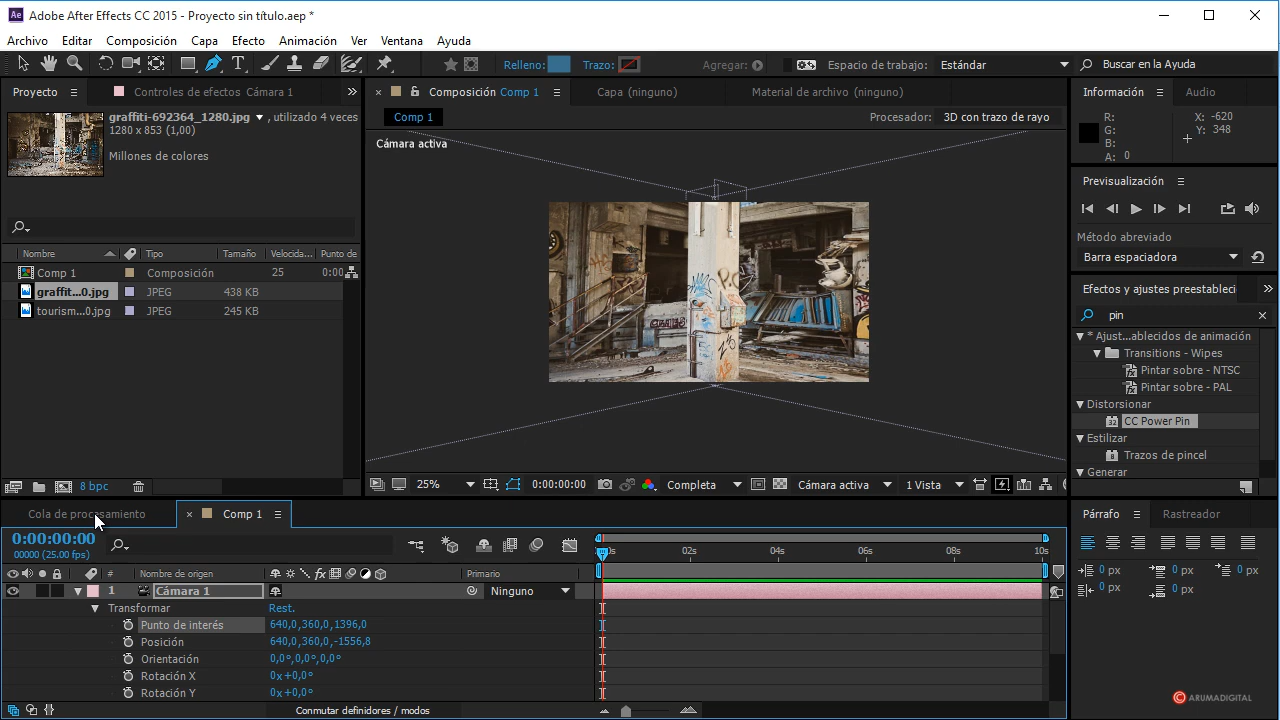 Ae Adobe After Effects CC 2015 - Proyecto sin título.aep *
Archivo Editar Composición Capa Efecto Animación Ver Ventana Ayuda
Relleno: Trazo: Agregar: Espacio de trabajo: Estándar Buscar en la Ayuda
Proyecto Controles de efectos Cámara 1
Composición Comp 1 Capa (ninguno) Material de archivo (ninguno)
Información Audio
graffiti-692364_1280.jpg , utilizado 4 veces
1280 x 853 (1,00)
Millones de colores
Comp 1 Procesador: 3D con trazo de rayo
Cámara activa
R:
G:
B:
A: 0
X: -620
Y: 348
Previsualización
Método abreviado
Barra espaciadora
Efectos y ajustes preestableci
pin
* Ajust...ablecidos de animación
Transitions - Wipes
Pintar sobre - NTSC
Pintar sobre - PAL
Distorsionar
32 CC Power Pin
Estilizar
8 Trazos de pincel
Generar
Nombre Tipo Tamaño Velocida... Punto de
Comp 1 Composición 25 0:00
graffit...0.jpg JPEG 438 KB
tourism...0.jpg JPEG 245 KB
8 bpc
25% 0:00:00:00 Completa Cámara activa 1 Vista
Cola de procesamiento Comp 1
Párrafo Rastreador
0:00:00:00
00000 (25.00 fps)
0s 02s 04s 06s 08s 10s
# Nombre de origen fx Primario
1 Cámara 1 Ninguno
Transformar Rest.
Punto de interés 640,0,360,0,1396,0
Posición 640,0,360,0,-1556,8
Orientación 0,0°,0,0°,0,0°
Rotación X 0x+0,0°
Rotación Y 0x+0,0°
Conmutar definidores / modos
0 px 0 px 0 px
0 px 0 px
C ARUMADIGITAL